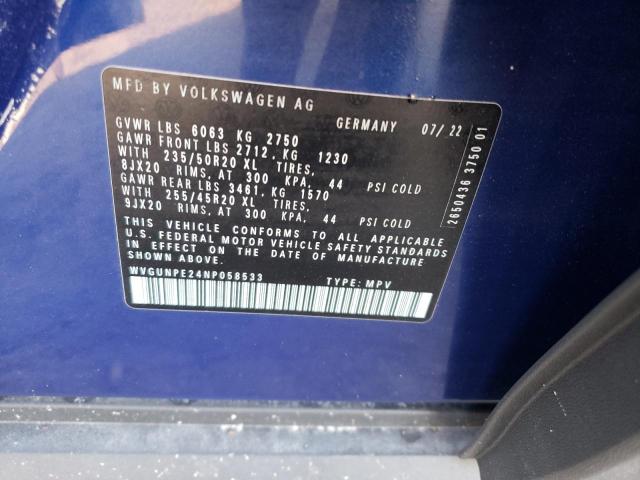 MFD BY VOLKSWAGEN AG
GERMANY 07/22
GVWR LBS 6063 KG 2750
GAWR FRONT LBS 2712, KG 1230
WITH 235/50R20 XL TIRES,
8JX20 RIMS, AT 300 KPA, 44 PSI COLD
GAWR REAR LBS 3461, KG 1570
WITH 255/45R20 XL TIRES,
9JX20 RIMS, AT 300 KPA, 44 PSI COLD
THIS VEHICLE CONFORMS TO ALL APPLICABLE
U.S. FEDERAL MOTOR VEHICLE SAFETY STANDARDS
IN EFFECT ON THE DATE OF MANUFACTURE
SHOWN ABOVE.
WVGUNPE24NP058533 TYPE: MPV
2650436 3750 01